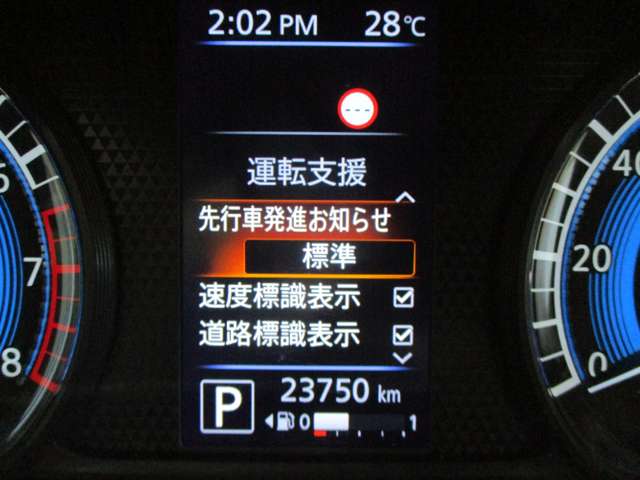 2:02 PM 28℃
---
運転支援
先行車発進お知らせ
標準
速度標識表示
道路標識表示
6
7
8
40
20
0
P
23750 km
0 1